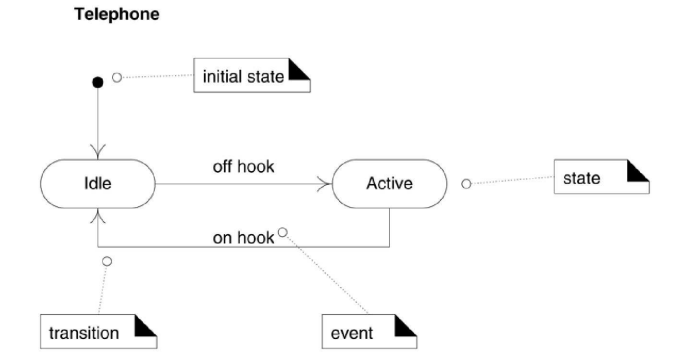 Telephone
initial state
off hook
Idle
Active
state
on hook
transition
event